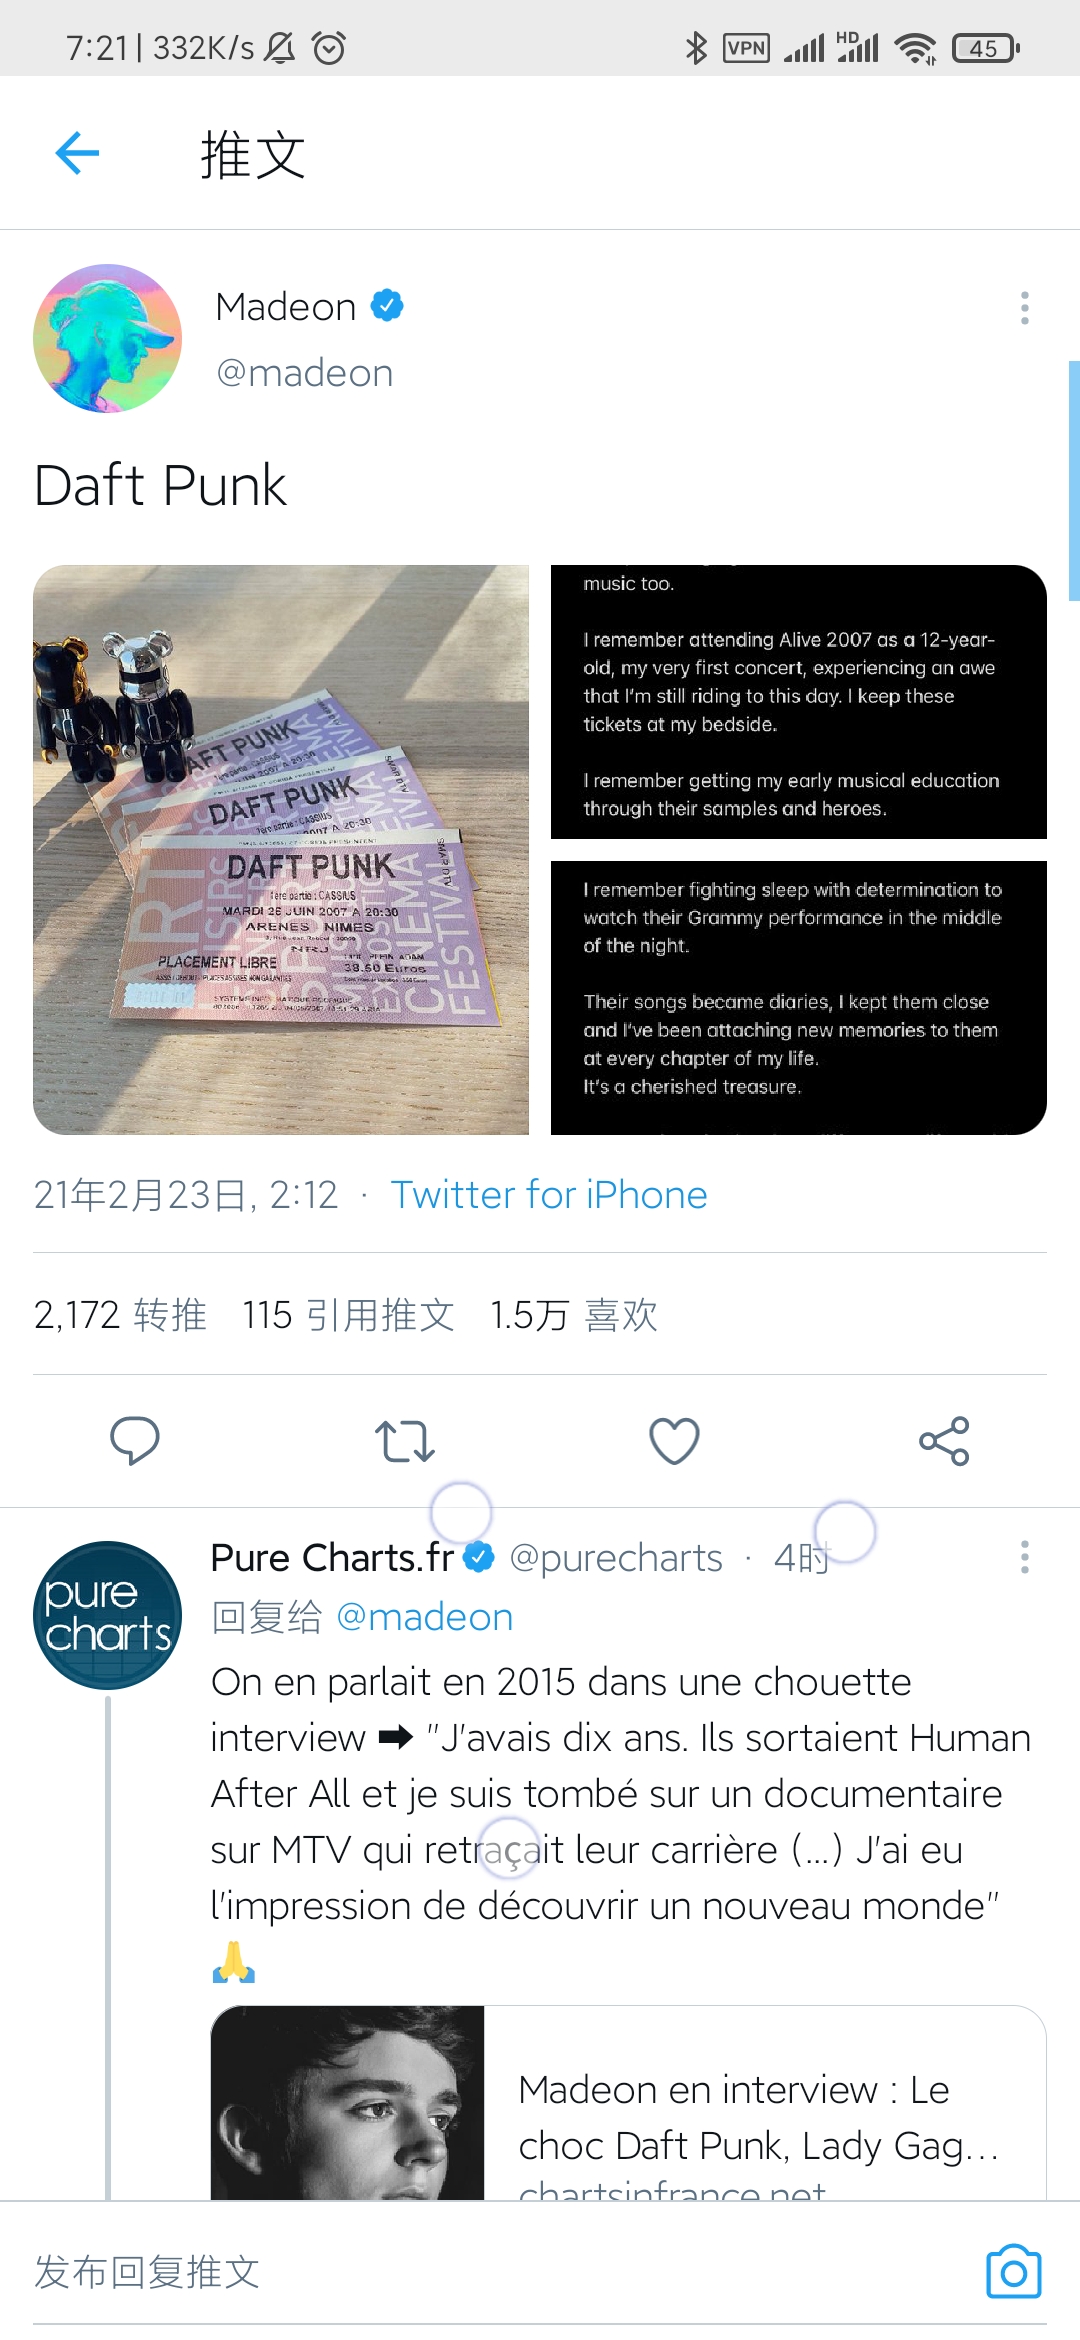 7:21 | 332K/s
VPN
HD
45
推文
Madeon
@madeon
Daft Punk
AFT PUNK
DAFT PUNK
1ère partie : CASSIUS
DAFT PUNK
1ère partie : CASSIUS
MARDI 26 JUIN 2007 A 20:30
ARENES NIMES
NRJ
PLACEMENT LIBRE
38.50 Euros
CINEMA
FESTIVAL
music too.
I remember attending Alive 2007 as a 12-year-
old, my very first concert, experiencing an awe
that I'm still riding to this day. I keep these
tickets at my bedside.
I remember getting my early musical education
through their samples and heroes.
I remember fighting sleep with determination to
watch their Grammy performance in the middle
of the night.
Their songs became diaries, I kept them close
and I've been attaching new memories to them
at every chapter of my life.
It's a cherished treasure.
21年2月23日, 2:12 · Twitter for iPhone
2,172 转推 115 引用推文 1.5万 喜欢
pure
charts
Pure Charts.fr @purecharts · 4时
回复给 @madeon
On en parlait en 2015 dans une chouette
interview ➡ "J'avais dix ans. Ils sortaient Human
After All et je suis tombé sur un documentaire
sur MTV qui retraçait leur carrière (...) J'ai eu
l'impression de découvrir un nouveau monde"
🙏
Madeon en interview : Le
choc Daft Punk, Lady Gag...
chartsinfrance.net
发布回复推文